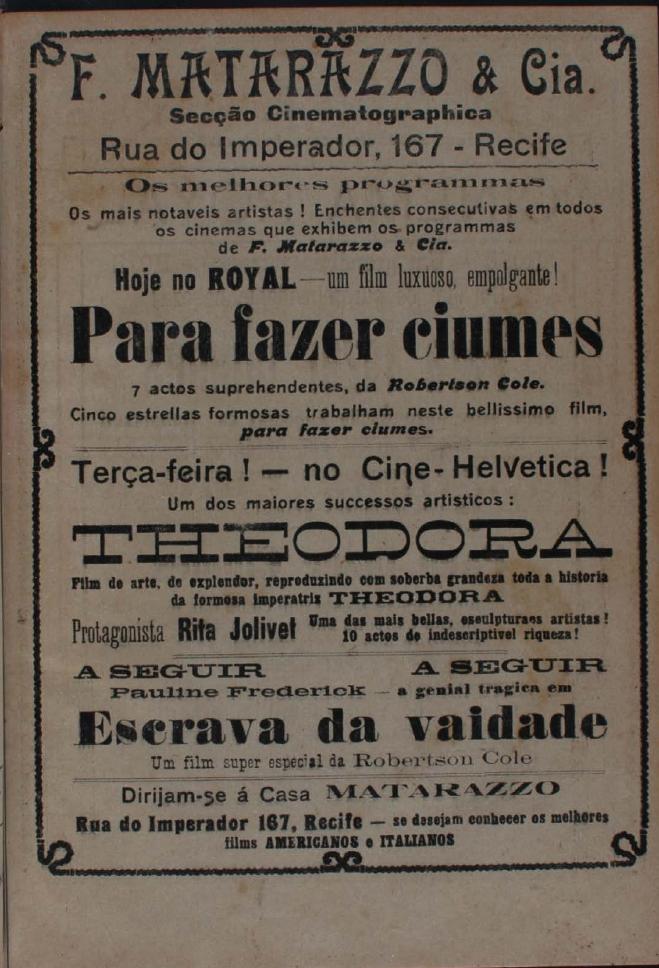 F. MATARAZZO & Cia.
Secção Cinematographica
Rua do Imperador, 167 - Recife
Os melhores programmas
Os mais notaveis artistas ! Enchentes consecutivas em todos
os cinemas que exhibem os programmas
de F. Matarazzo & Cia.
Hoje no ROYAL — um film luxuoso, empolgante !
Para fazer ciumes
7 actos suprehendentes, da Robertson Cole.
Cinco estrellas formosas trabalham neste bellissimo film,
para fazer ciumes.
Terça-feira ! — no Cine-Helvetica !
Um dos maiores successos artisticos :
THEODORA
Film de arte, de explendor, reproduzindo com soberba grandeza toda a historia
da formosa imperatriz THEODORA
Protagonista Rita Jolivet Uma das mais bellas, esculpturaes artistas !
10 actos de indescriptivel riqueza !
A SEGUIR A SEGUIR
Pauline Frederick — a genial tragica em
Escrava da vaidade
Um film super especial da Robertson Cole
Dirijam-se á Casa MATARAZZO
Rua do Imperador 167, Recife — se desejam conhecer os melhores
films AMERICANOS e ITALIANOS